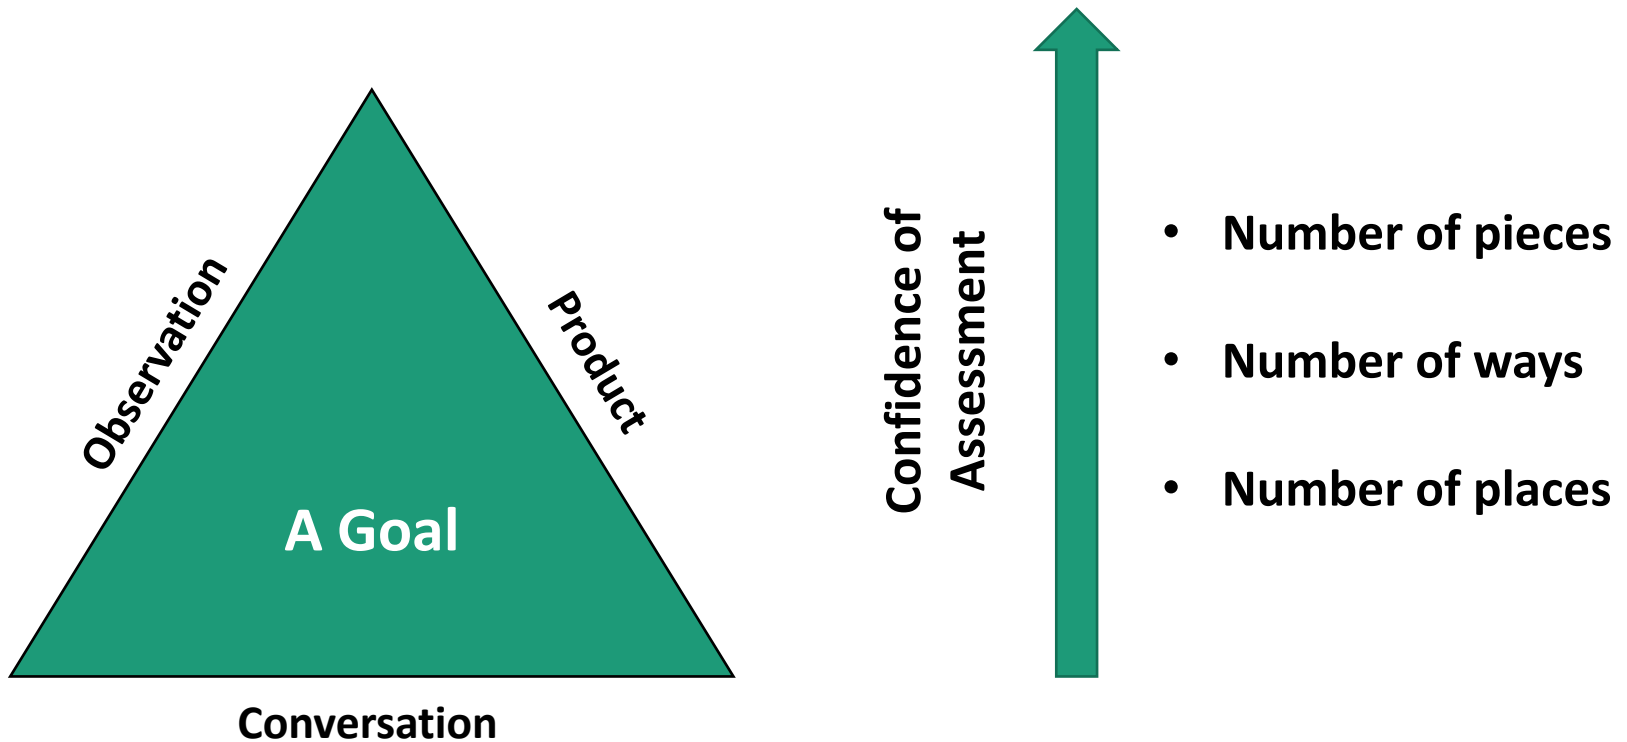 Observation
Product
A Goal
Conversation
Confidence of
Assessment
• Number of pieces
• Number of ways
• Number of places